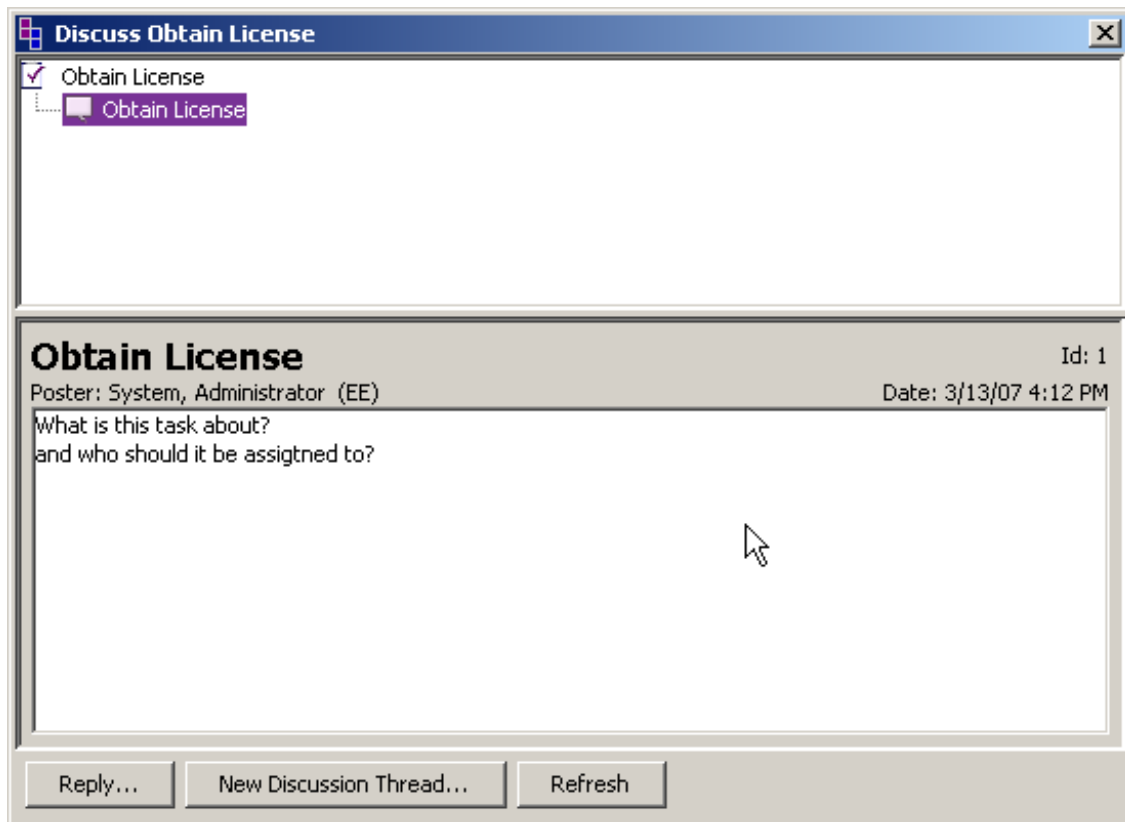 Discuss Obtain License
Obtain License
Obtain License
Obtain License
Id: 1
Poster: System, Administrator (EE)
Date: 3/13/07 4:12 PM
What is this task about?
and who should it be assigtned to?
Reply...
New Discussion Thread...
Refresh